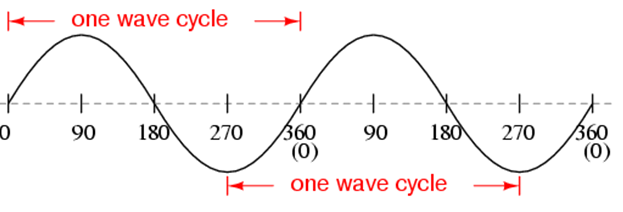 one wave cycle
0 90 180 270 360 90 180 270 360
(0) (0)
one wave cycle